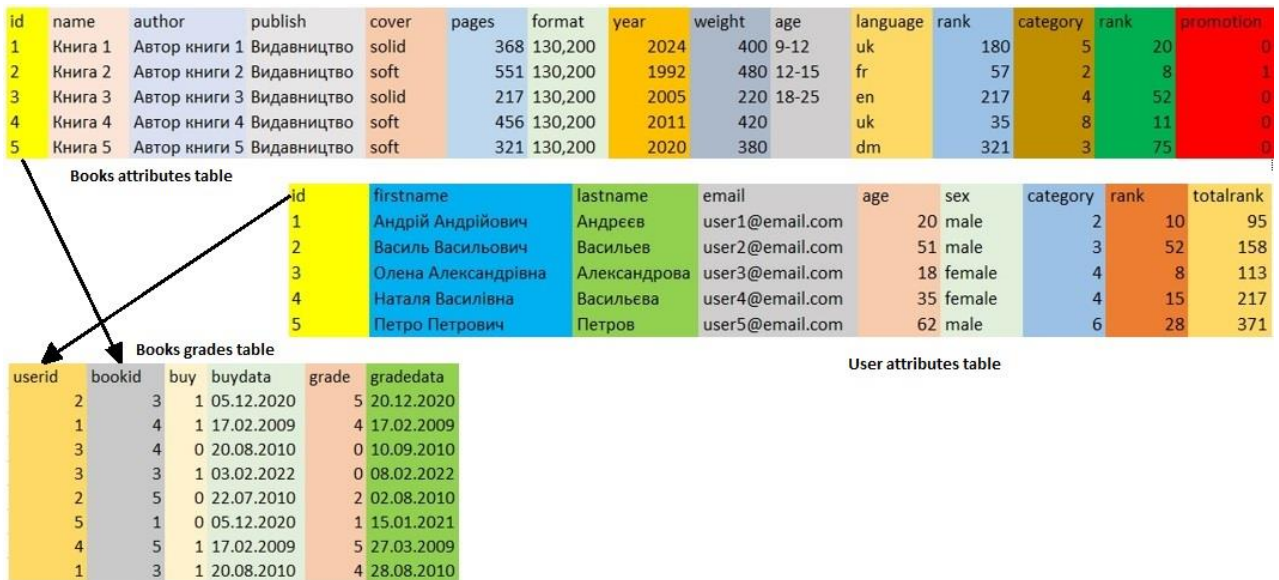 id name author publish cover pages format year weight age language rank category rank promotion
1 Книга 1 Автор книги 1 Видавництво solid 368 130,200 2024 400 9-12 uk 180 5 20 0
2 Книга 2 Автор книги 2 Видавництво soft 551 130,200 1992 480 12-15 fr 57 2 8 1
3 Книга 3 Автор книги 3 Видавництво solid 217 130,200 2005 220 18-25 en 217 4 52 0
4 Книга 4 Автор книги 4 Видавництво soft 456 130,200 2011 420 uk 35 8 11 0
5 Книга 5 Автор книги 5 Видавництво soft 321 130,200 2020 380 dm 321 3 75 0
Books attributes table
id firstname lastname email age sex category rank totalrank
1 Андрій Андрійович Андрєєв user1@email.com 20 male 2 10 95
2 Василь Васильович Васильев user2@email.com 51 male 3 52 158
3 Олена Александрівна Александрова user3@email.com 18 female 4 8 113
4 Наталя Василівна Васильєва user4@email.com 35 female 4 15 217
5 Петро Петрович Петров user5@email.com 62 male 6 28 371
Books grades table
User attributes table
userid bookid buy buydata grade gradedata
2 3 1 05.12.2020 5 20.12.2020
1 4 1 17.02.2009 4 17.02.2009
3 4 0 20.08.2010 0 10.09.2010
3 3 1 03.02.2022 0 08.02.2022
2 5 0 22.07.2010 2 02.08.2010
5 1 0 05.12.2020 1 15.01.2021
4 5 1 17.02.2009 5 27.03.2009
1 3 1 20.08.2010 4 28.08.2010